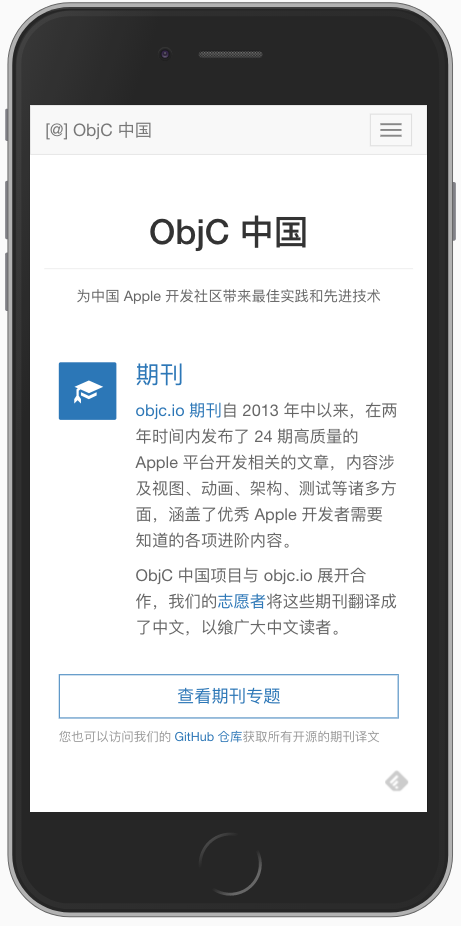 [@] ObjC 中国
ObjC 中国
为中国 Apple 开发社区带来最佳实践和先进技术
期刊
objc.io 期刊自 2013 年中以来，在两
年时间内发布了 24 期高质量的
Apple 平台开发相关的文章，内容涉
及视图、动画、架构、测试等诸多方
面，涵盖了优秀 Apple 开发者需要
知道的各项进阶内容。
ObjC 中国项目与 objc.io 展开合
作，我们的志愿者将这些期刊翻译成
了中文，以飨广大中文读者。
查看期刊专题
您也可以访问我们的 GitHub 仓库获取所有开源的期刊译文